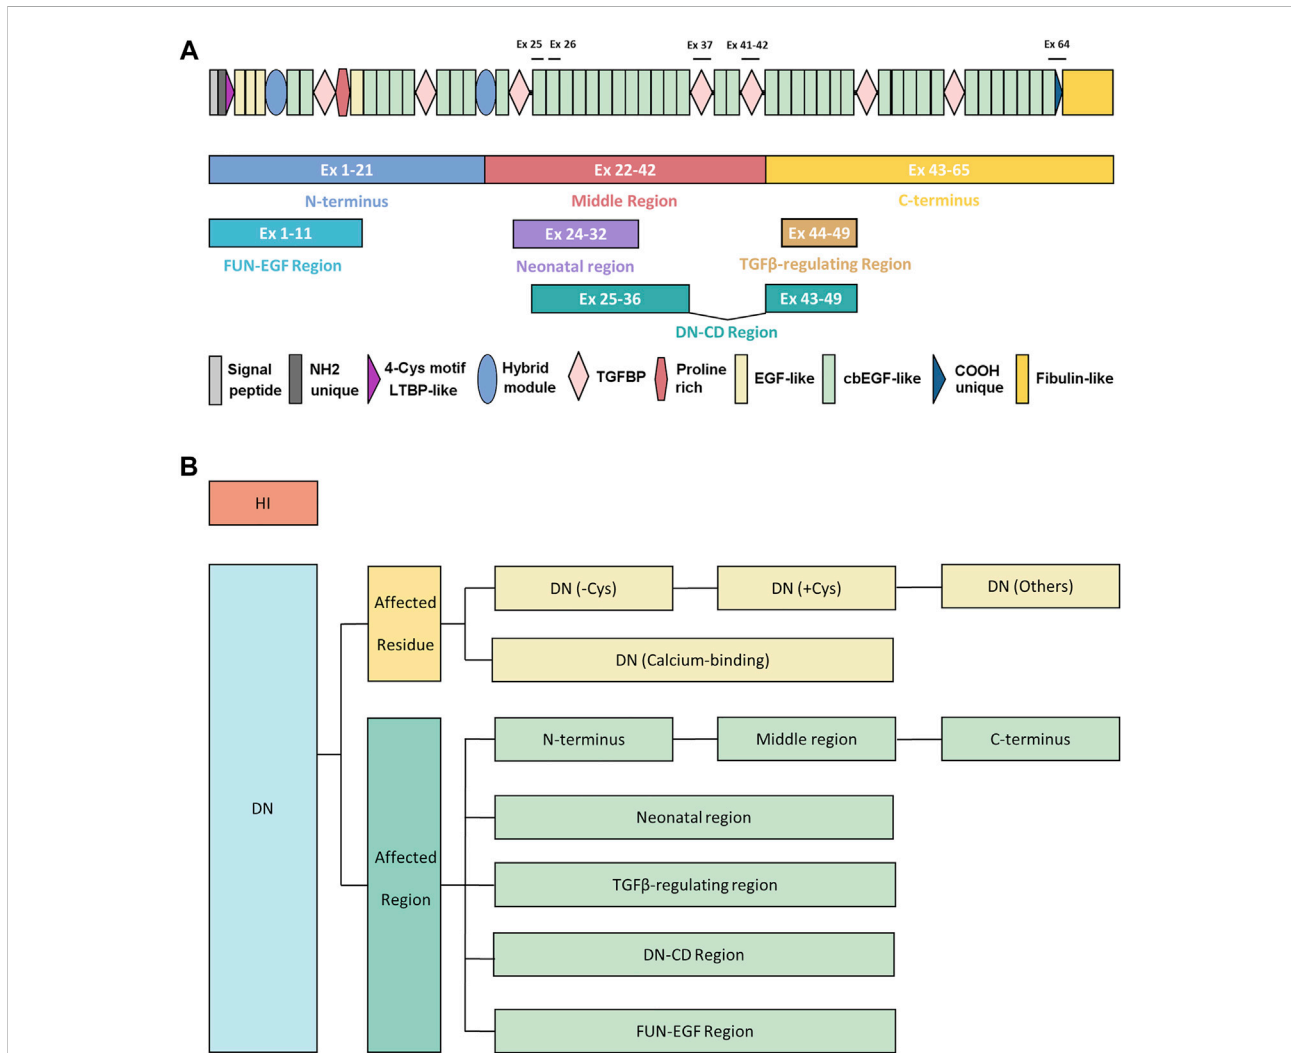 A
Ex 25 Ex 26 Ex 37 Ex 41-42 Ex 64
Ex 1-21 Ex 22-42 Ex 43-65
N-terminus Middle Region C-terminus
Ex 1-11 Ex 24-32 Ex 44-49
FUN-EGF Region Neonatal region TGFβ-regulating Region
Ex 25-36 Ex 43-49
DN-CD Region
Signal peptide
NH2 unique
4-Cys motif LTBP-like
Hybrid module
TGFBP
Proline rich
EGF-like
cbEGF-like
COOH unique
Fibulin-like
B
HI
DN
Affected
Residue
DN (-Cys) DN (+Cys) DN (Others)
DN (Calcium-binding)
Affected
Region
N-terminus Middle region C-terminus
Neonatal region
TGFβ-regulating region
DN-CD Region
FUN-EGF Region